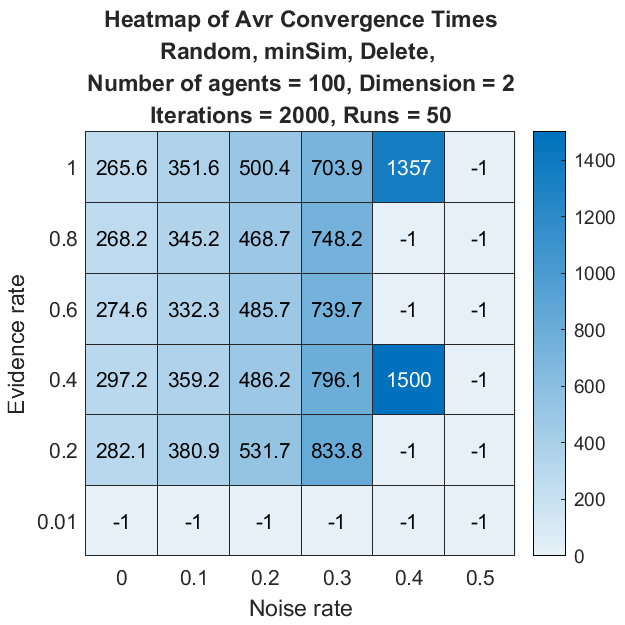 Heatmap of Avr Convergence Times
Random, minSim, Delete,
Number of agents = 100, Dimension = 2
Iterations = 2000, Runs = 50
1 265.6 351.6 500.4 703.9 1357 -1
0.8 268.2 345.2 468.7 748.2 -1 -1
0.6 274.6 332.3 485.7 739.7 -1 -1
0.4 297.2 359.2 486.2 796.1 1500 -1
0.2 282.1 380.9 531.7 833.8 -1 -1
0.01 -1 -1 -1 -1 -1 -1
0 0.1 0.2 0.3 0.4 0.5
Noise rate
Evidence rate
1400
1200
1000
800
600
400
200
0